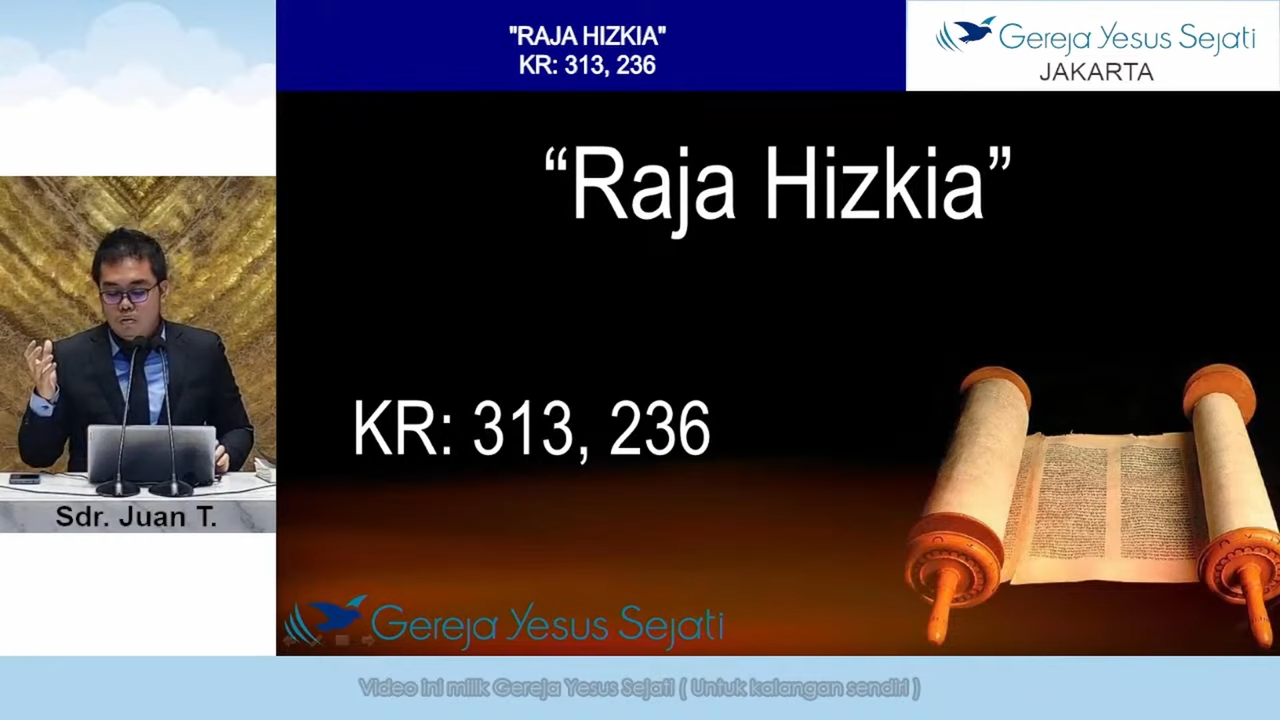 "RAJA HIZKIA"
KR: 313, 236
Gereja Yesus Sejati
JAKARTA
“Raja Hizkia”
KR: 313, 236
Sdr. Juan T.
Gereja Yesus Sejati
Video ini milik Gereja Yesus Sejati ( Untuk kalangan sendiri )